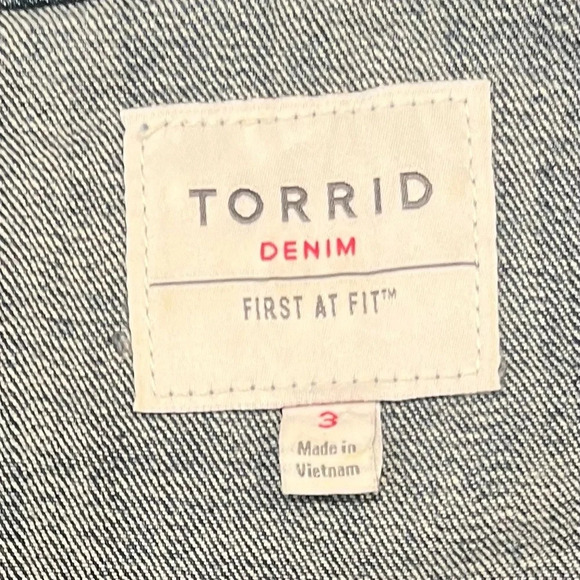 TORRID
DENIM
FIRST AT FIT™
3
Made in
Vietnam